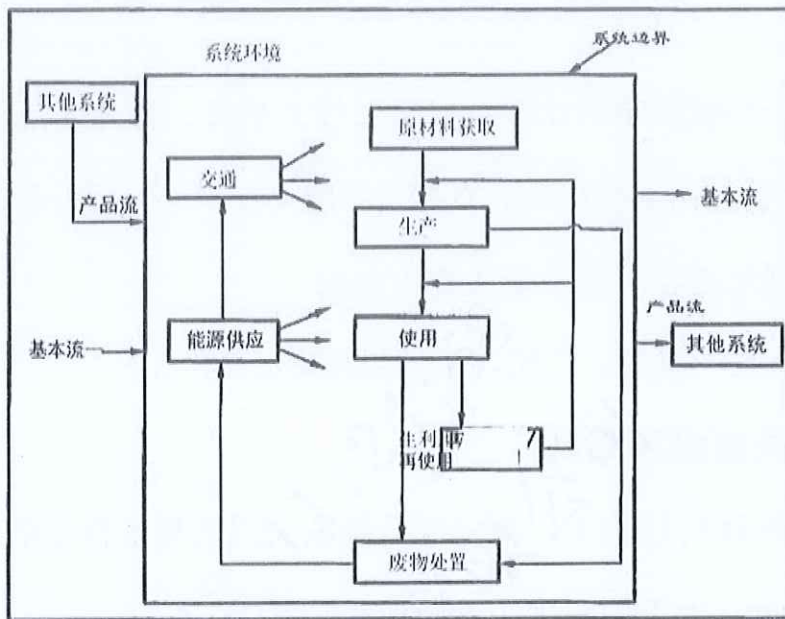 系统环境
系统边界
其他系统
原材料获取
交通
产品流
生产
基本流
能源供应
使用
基本流
产品流
其他系统
生利
再使用
废物处置